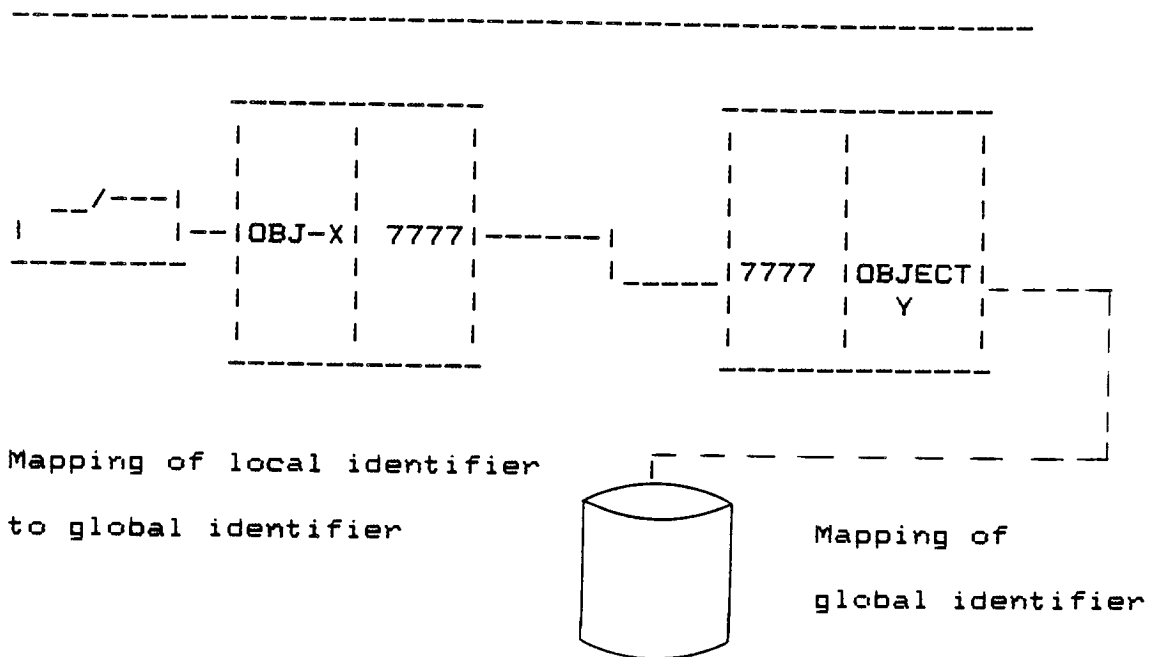 OBJ-X 7777
7777 OBJECT
Y
Mapping of local identifier
to global identifier
Mapping of
global identifier